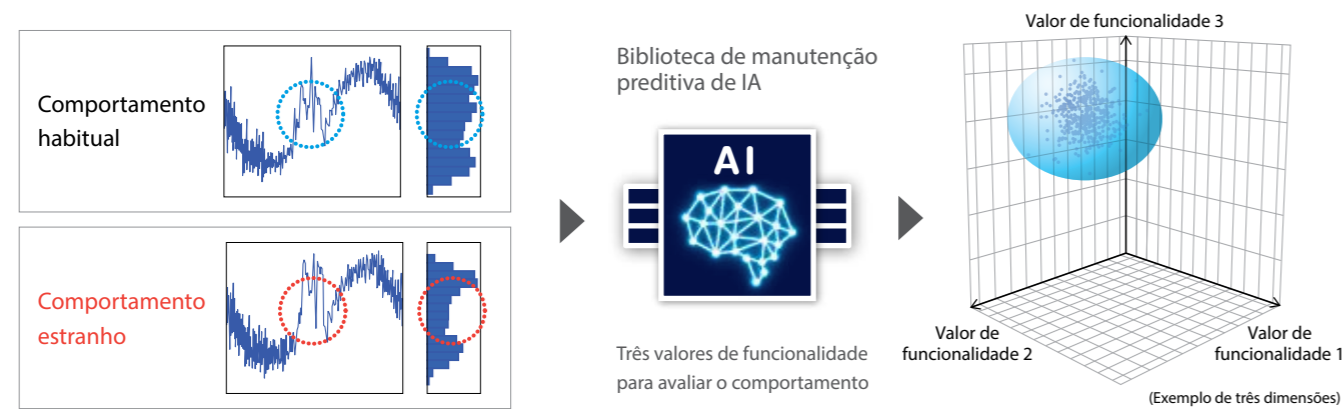 Comportamento
habitual
Comportamento
estranho
Biblioteca de manutenção
preditiva de IA
AI
Três valores de funcionalidade
para avaliar o comportamento
Valor de funcionalidade 3
Valor de
funcionalidade 2
Valor de
funcionalidade 1
(Exemplo de três dimensões)